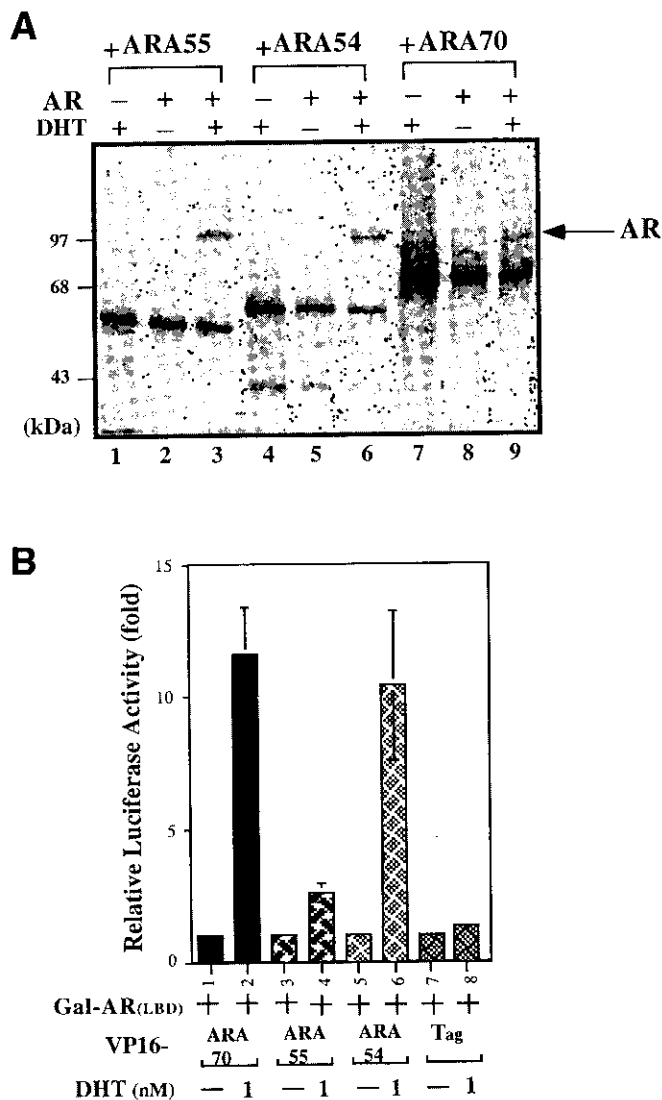 A
+ARA55 +ARA54 +ARA70
AR − + + − + + − + +
DHT + − + + − + + − +
97 AR
68
43
(kDa)
1 2 3 4 5 6 7 8 9
B
15
10
5
0
Relative Luciferase Activity (fold)
1 2 3 4 5 6 7 8
Gal-AR(LBD) + + + + + + + +
VP16- ARA ARA ARA Tag
70 55 54
DHT (nM) — 1 — 1 — 1 — 1